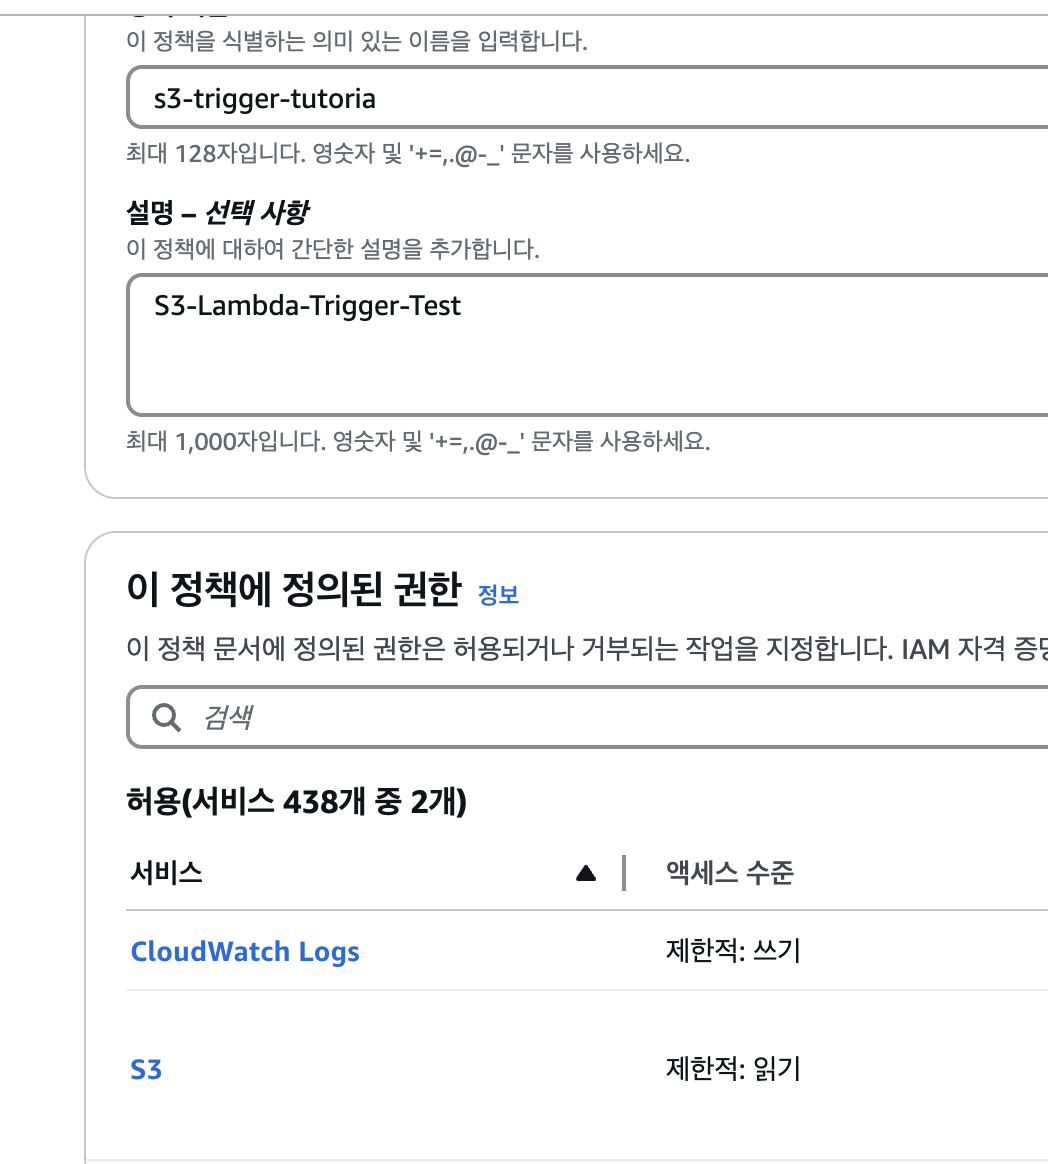 이 정책을 식별하는 의미 있는 이름을 입력합니다.
s3-trigger-tutoria
최대 128자입니다. 영숫자 및 '+=,.@-_' 문자를 사용하세요.
설명 – 선택 사항
이 정책에 대하여 간단한 설명을 추가합니다.
S3-Lambda-Trigger-Test
최대 1,000자입니다. 영숫자 및 '+=,.@-_' 문자를 사용하세요.
이 정책에 정의된 권한 정보
이 정책 문서에 정의된 권한은 허용되거나 거부되는 작업을 지정합니다. IAM 자격
검색
허용(서비스 438개 중 2개)
서비스 ▲ | 액세스 수준
CloudWatch Logs 제한적: 쓰기
S3 제한적: 읽기